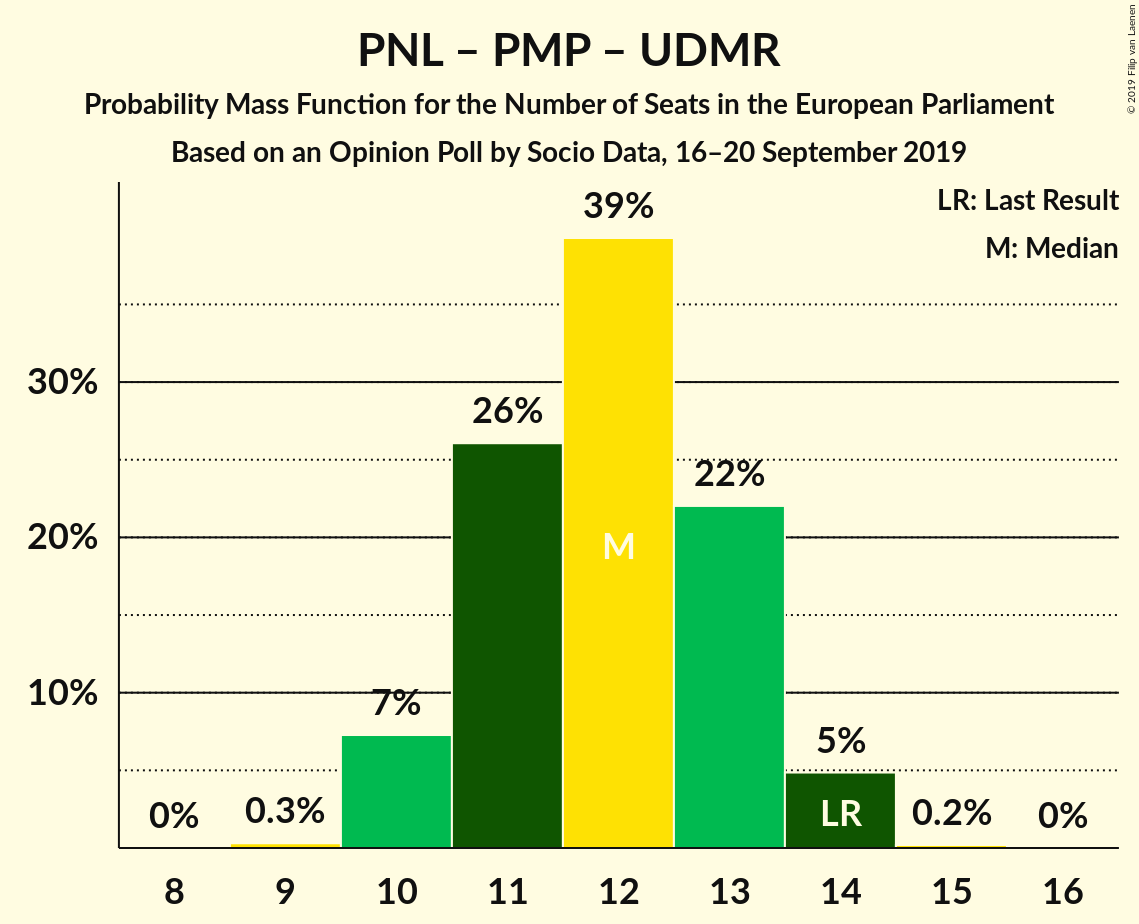 PNL – PMP – UDMR
Probability Mass Function for the Number of Seats in the European Parliament
Based on an Opinion Poll by Socio Data, 16–20 September 2019
© 2019 Filip van Laenen
LR: Last Result
M: Median
39%
30%
26%
22%
M
20%
10%
7%
5%
LR
0%
0.3%
0.2%
0%
8 9 10 11 12 13 14 15 16